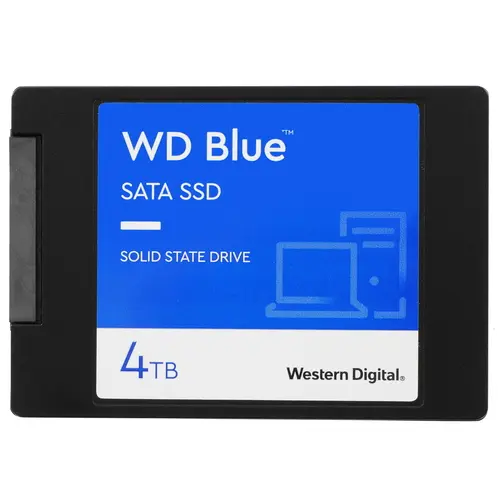 WD Blue™
SATA SSD
SOLID STATE DRIVE
4TB
Western Digital®